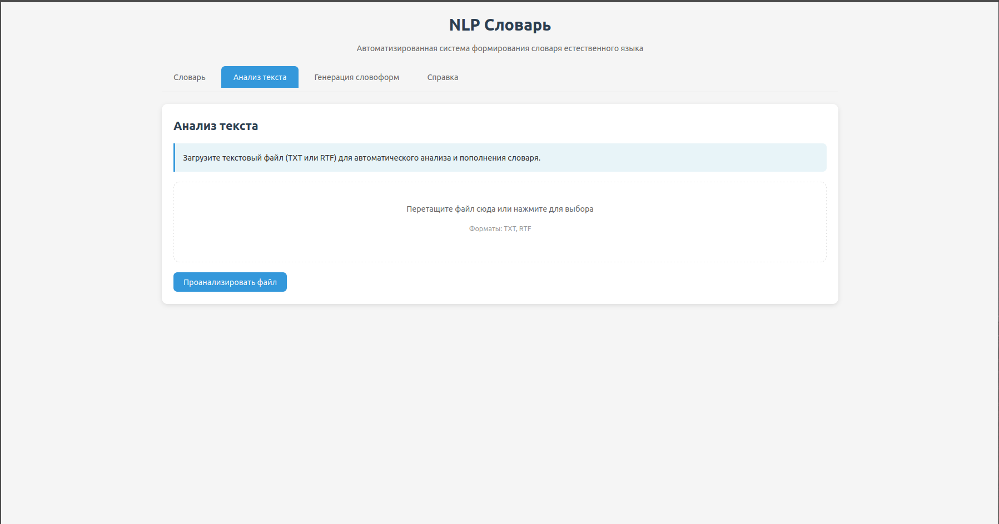 NLP Словарь
Автоматизированная система формирования словаря естественного языка
Словарь Анализ текста Генерация словоформ Справка
Анализ текста
Загрузите текстовый файл (TXT или RTF) для автоматического анализа и пополнения словаря.
Перетащите файл сюда или нажмите для выбора
Форматы: TXT, RTF
Проанализировать файл